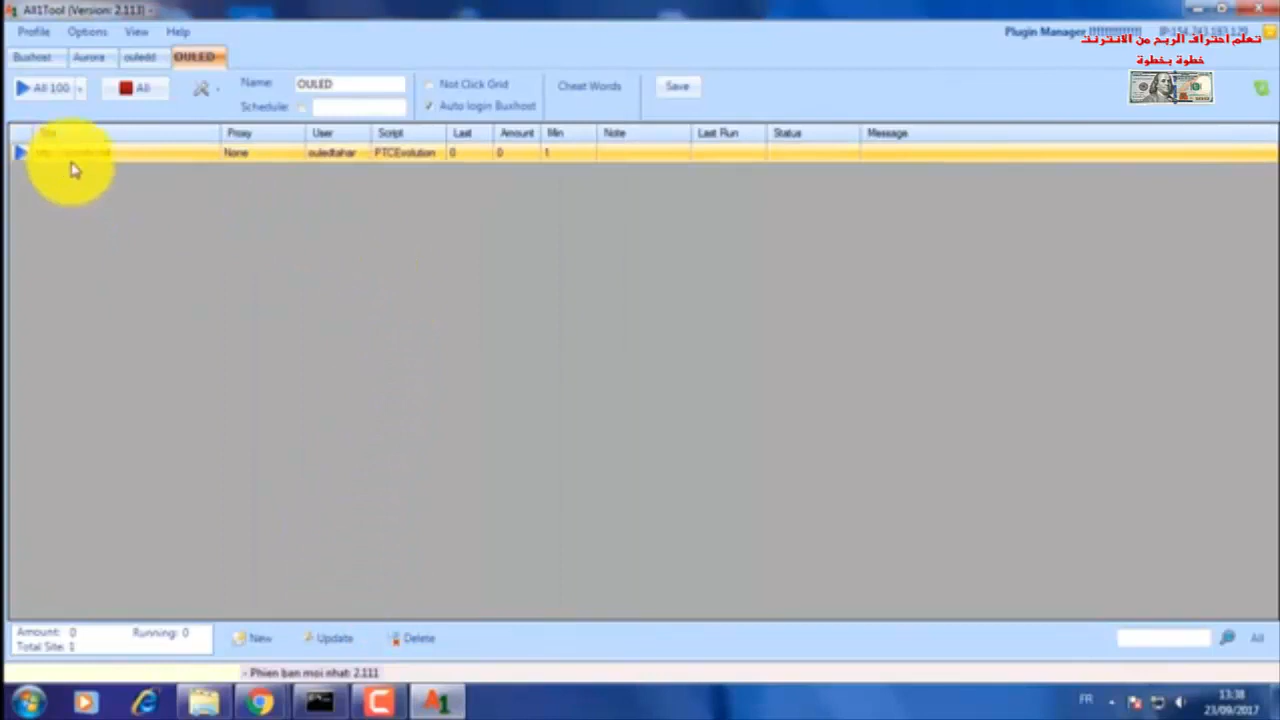 All1Tool (Version: 2.113) -
Profile Options View Help Plugin Manager !!!!!!!!!!!!!
تعلم احتراف الربح من الانترنت
خطوة بخطوة
Buxhost Aurora ouledd OULED
All 100 All Name: OULED Not Click Grid Cheat Words Save
Schedule: Auto login Buxhost
Site Proxy User Script Last Amount Min Note Last Run Status Message
None ouledtahar PTCEvolution 0 0 1
Amount: 0 Running: 0
Total Site: 1
New Update Delete All
- Phien ban moi nhat: 2.111
FR 13:38
23/09/2017